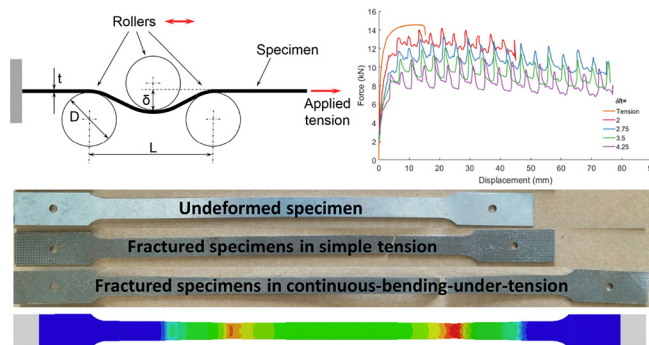 Rollers
Specimen
t
δ
D
L
Applied
tension
Force (kN)
16
14
12
10
8
6
4
2
0
0 10 20 30 40 50 60 70 80 90
Displacement (mm)
δ/t=
Tension
2
2.75
3.5
4.25
Undeformed specimen
Fractured specimens in simple tension
Fractured specimens in continuous-bending-under-tension